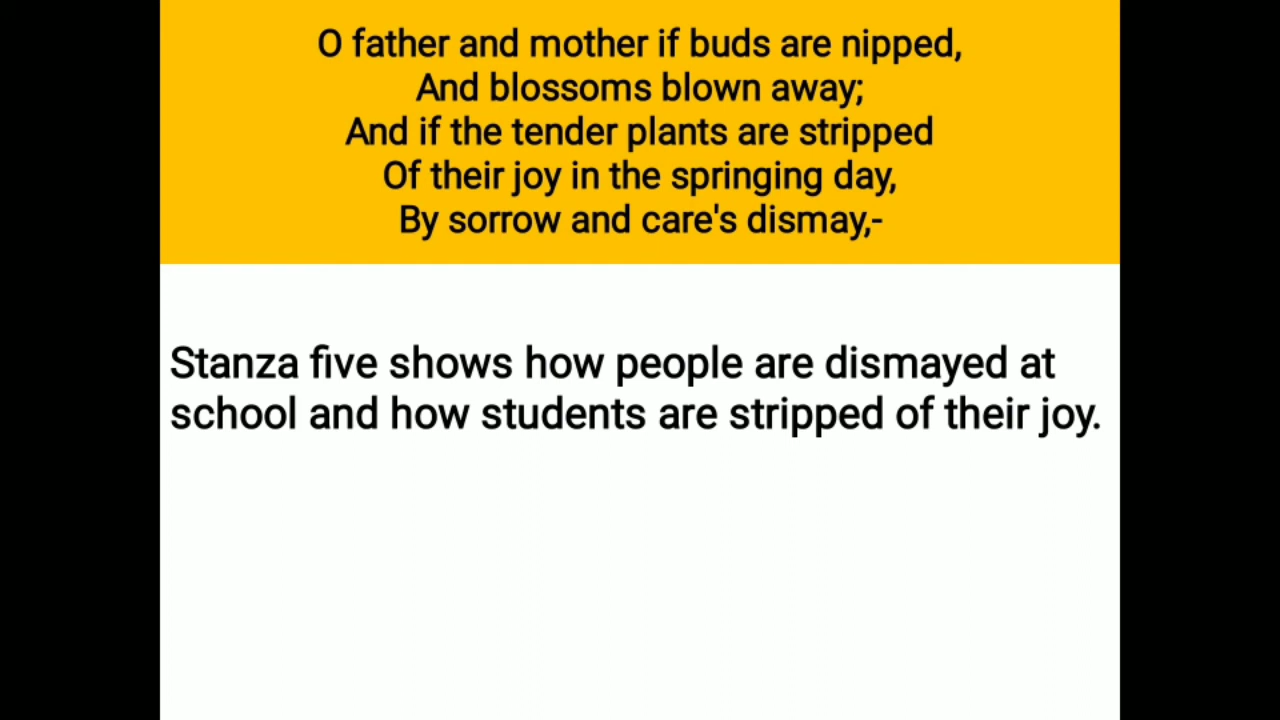 O father and mother if buds are nipped,
And blossoms blown away;
And if the tender plants are stripped
Of their joy in the springing day,
By sorrow and care's dismay,-
Stanza five shows how people are dismayed at
school and how students are stripped of their joy.